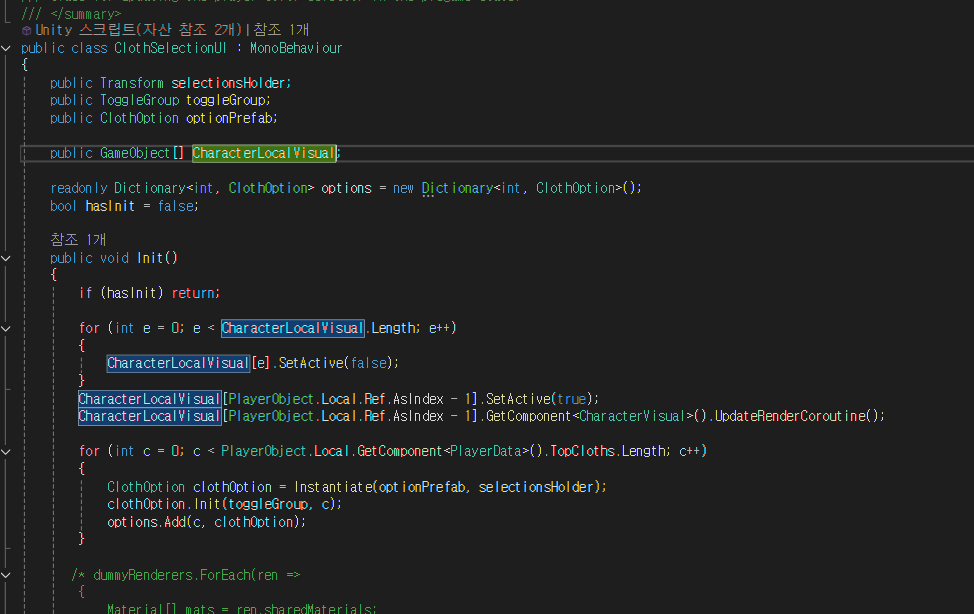 /// </summary>
Unity 스크립트(자산 참조 2개)|참조 1개
public class ClothSelectionUI : MonoBehaviour
{
public Transform selectionsHolder;
public ToggleGroup toggleGroup;
public ClothOption optionPrefab;
public GameObject[] CharacterLocalVisual;
readonly Dictionary<int, ClothOption> options = new Dictionary<int, ClothOption>();
bool hasInit = false;
참조 1개
public void Init()
{
if (hasInit) return;
for (int e = 0; e < CharacterLocalVisual.Length; e++)
{
CharacterLocalVisual[e].SetActive(false);
}
CharacterLocalVisual[PlayerObject.Local.Ref.AsIndex - 1].SetActive(true);
CharacterLocalVisual[PlayerObject.Local.Ref.AsIndex - 1].GetComponent<CharacterVisual>().UpdateRenderCoroutine();
for (int c = 0; c < PlayerObject.Local.GetComponent<PlayerData>().TopCloths.Length; c++)
{
ClothOption clothOption = Instantiate(optionPrefab, selectionsHolder);
clothOption.Init(toggleGroup, c);
options.Add(c, clothOption);
}
/* dummyRenderers.ForEach(ren =>
{
Material[] mats = ren.sharedMaterials;